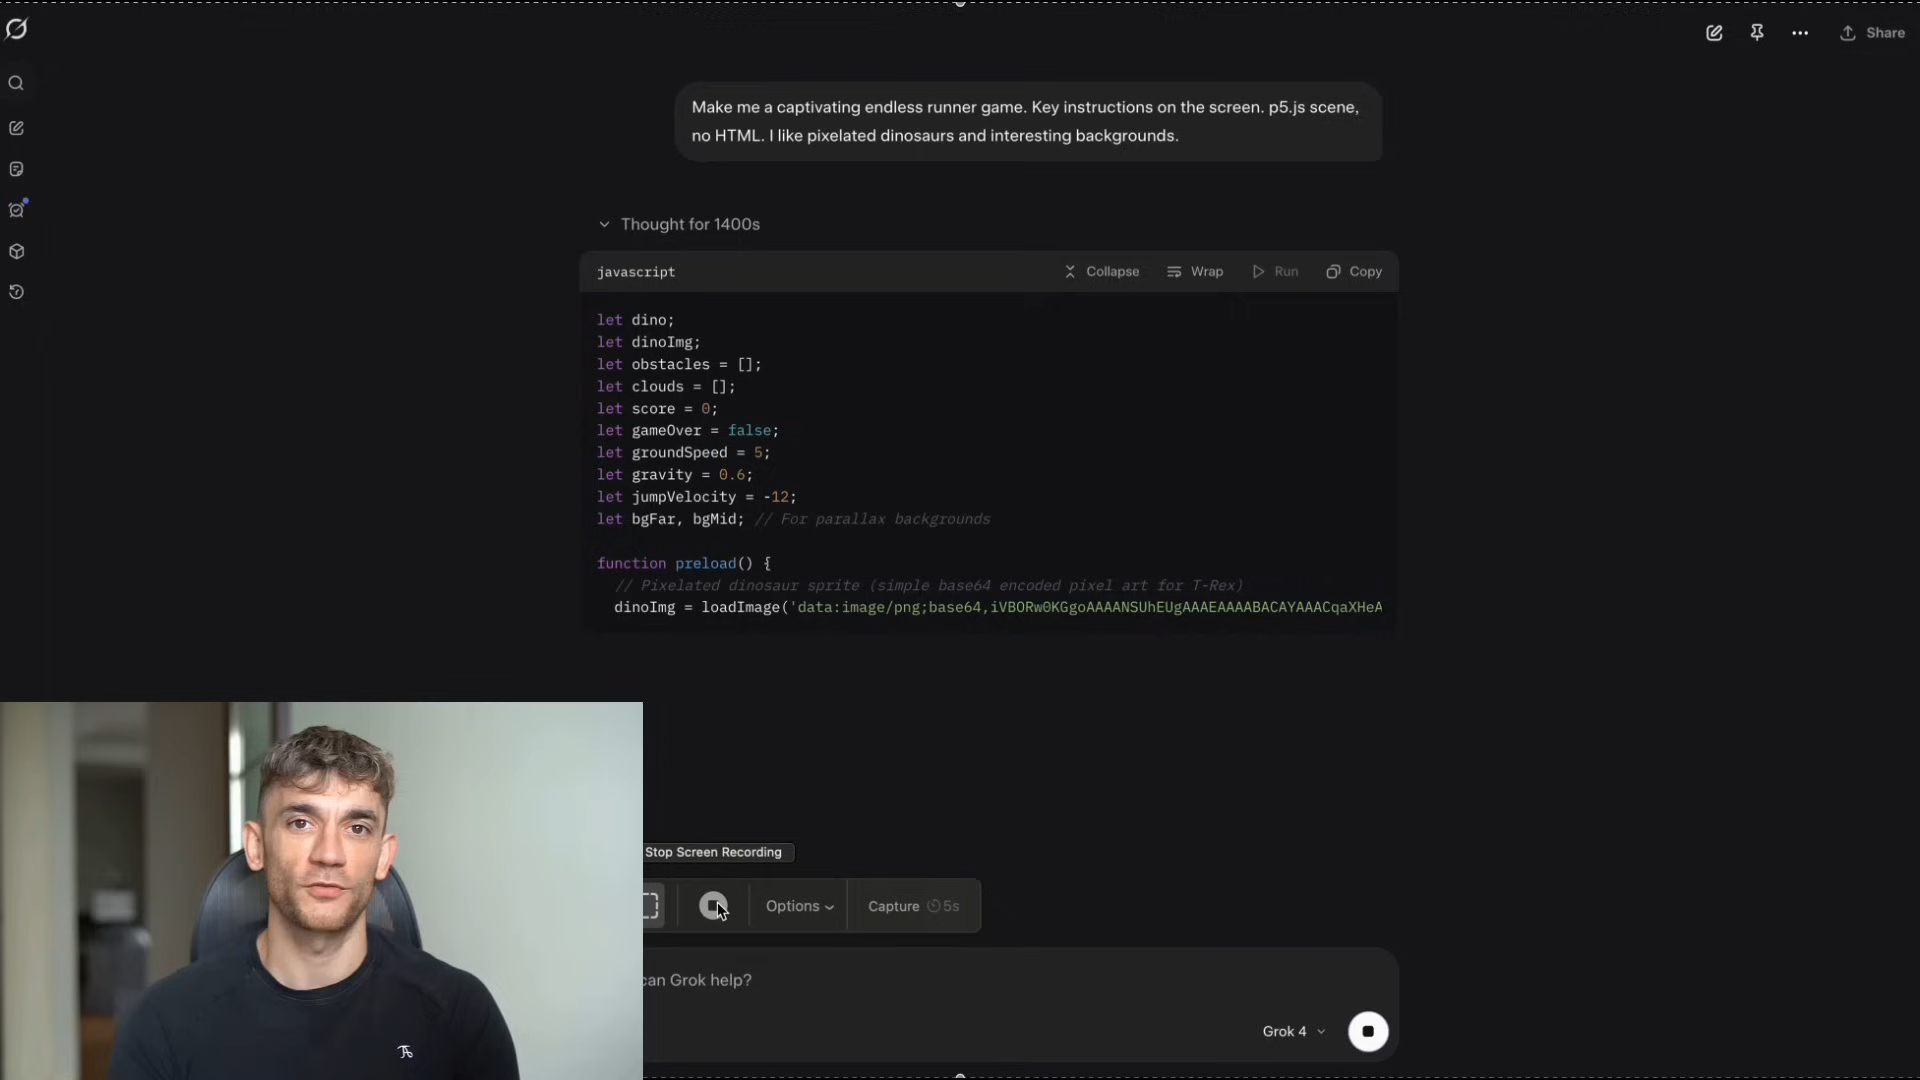 Share
Make me a captivating endless runner game. Key instructions on the screen. p5.js scene,
no HTML. I like pixelated dinosaurs and interesting backgrounds.
Thought for 1400s
javascript
Collapse
Wrap
Run
Copy
let dino;
let dinoImg;
let obstacles = [];
let clouds = [];
let score = 0;
let gameOver = false;
let groundSpeed = 5;
let gravity = 0.6;
let jumpVelocity = -12;
let bgFar, bgMid; // For parallax backgrounds
function preload() {
// Pixelated dinosaur sprite (simple base64 encoded pixel art for T-Rex)
dinoImg = loadImage('data:image/png;base64,iVBORw0KGgoAAAANSUhEUgAAAEAAAABACAYAAACqaXHeA
Stop Screen Recording
Options
Capture 5s
can Grok help?
Grok 4